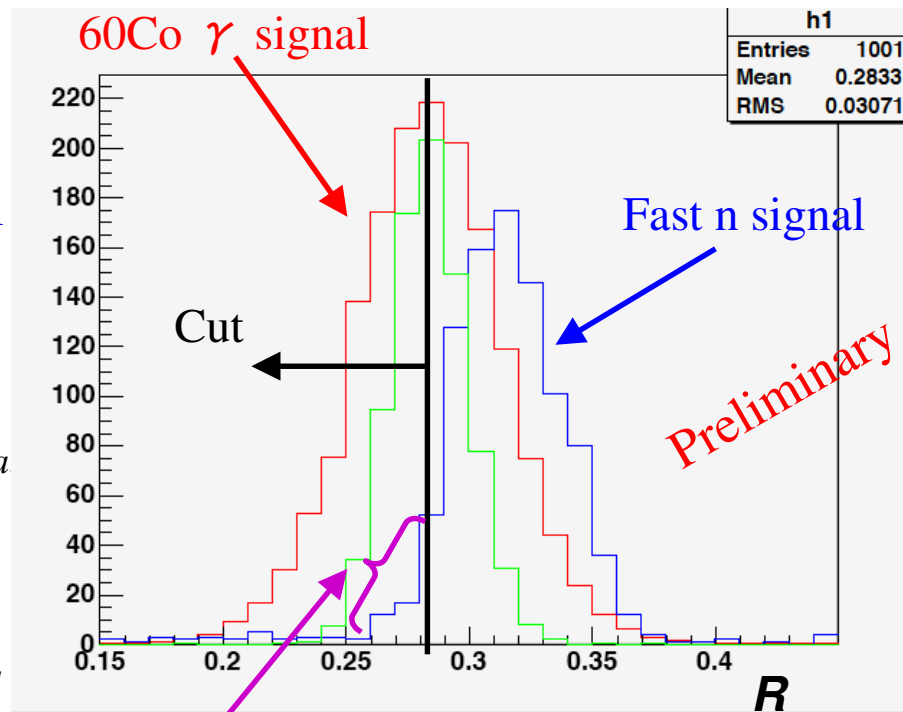 60Co γ signal
h1
Entries 1001
Mean 0.2833
RMS 0.03071
220
200
180
160
140
120
100
80
60
40
20
0
Fast n signal
Cut
Preliminary
a
0.15 0.2 0.25 0.3 0.35 0.4
R